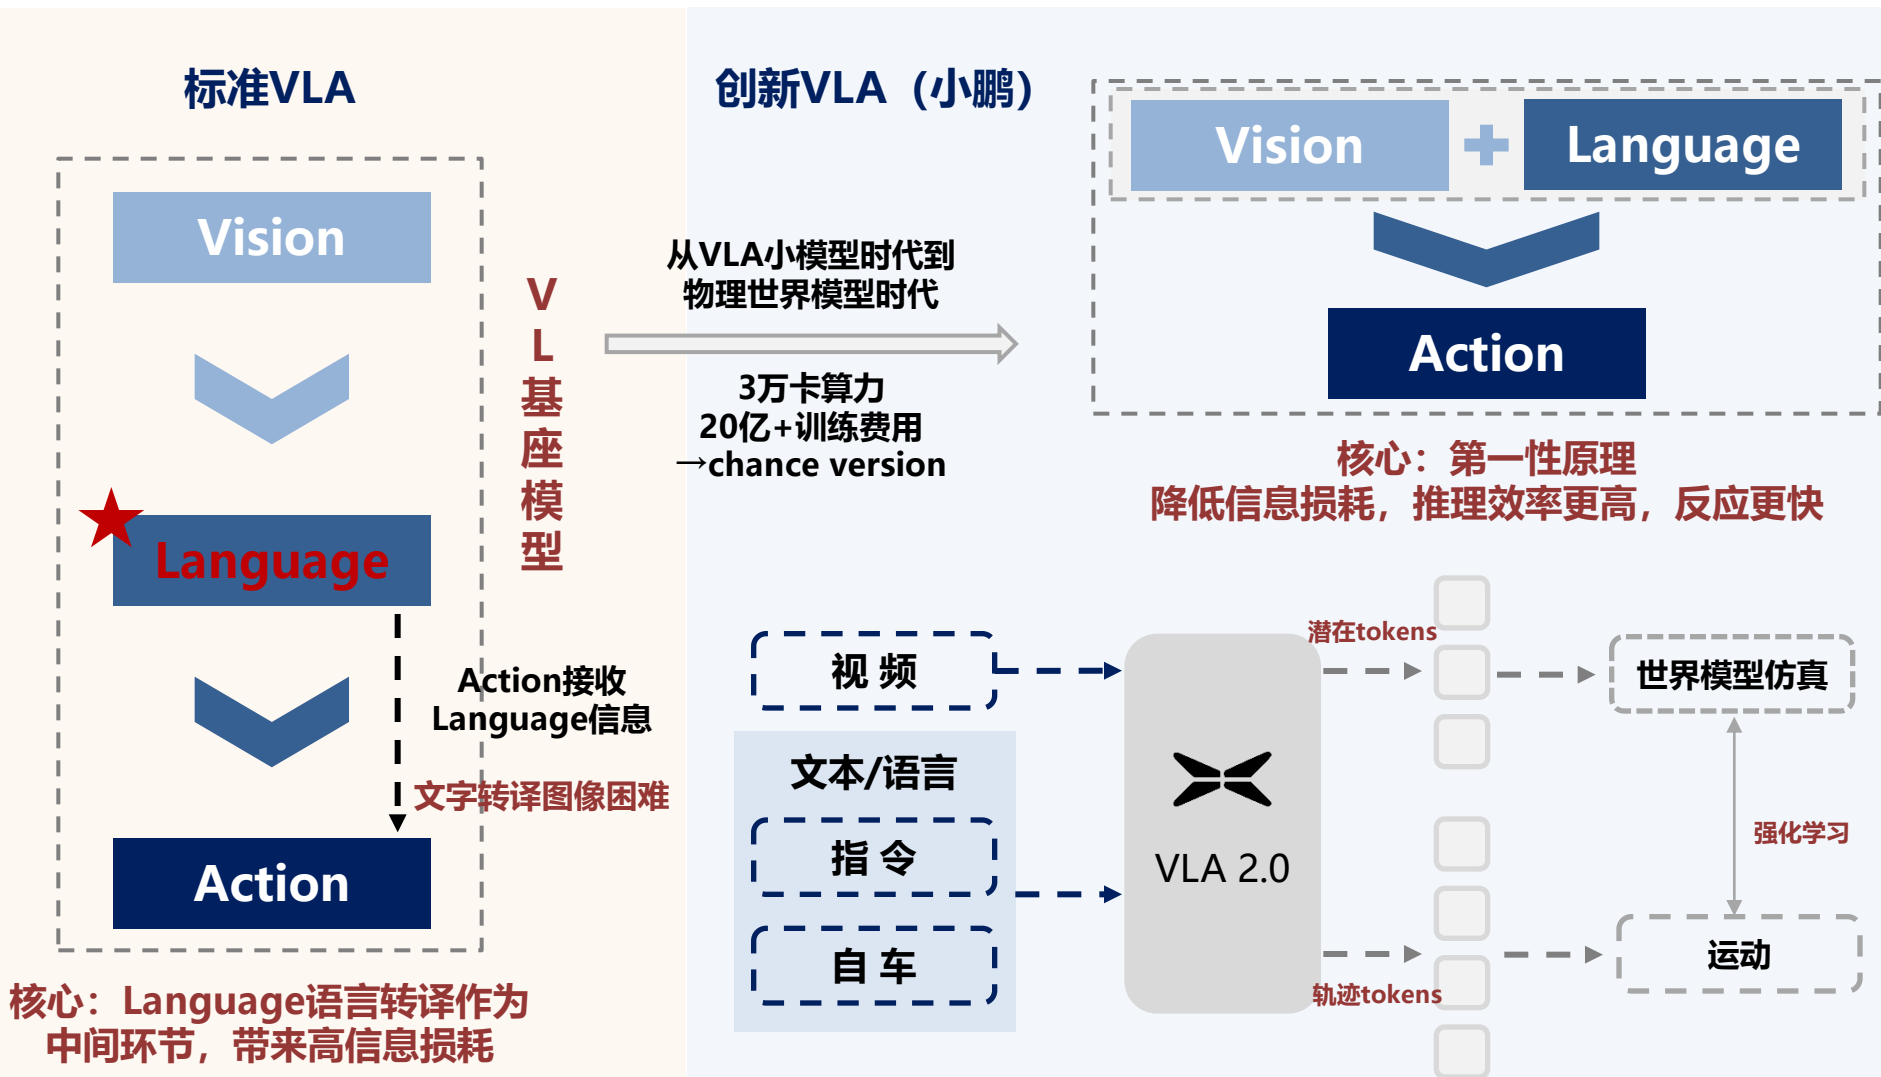 标准VLA
Vision
Language
Action
VL基座模型
Action接收
Language信息
文字转译图像困难
核心：Language语言转译作为
中间环节，带来高信息损耗
创新VLA（小鹏）
从VLA小模型时代到
物理世界模型时代
3万卡算力
20亿+训练费用
→chance version
Vision
Language
Action
核心：第一性原理
降低信息损耗，推理效率更高，反应更快
视 频
文本/语言
指 令
自 车
VLA 2.0
潜在tokens
轨迹tokens
世界模型仿真
强化学习
运动